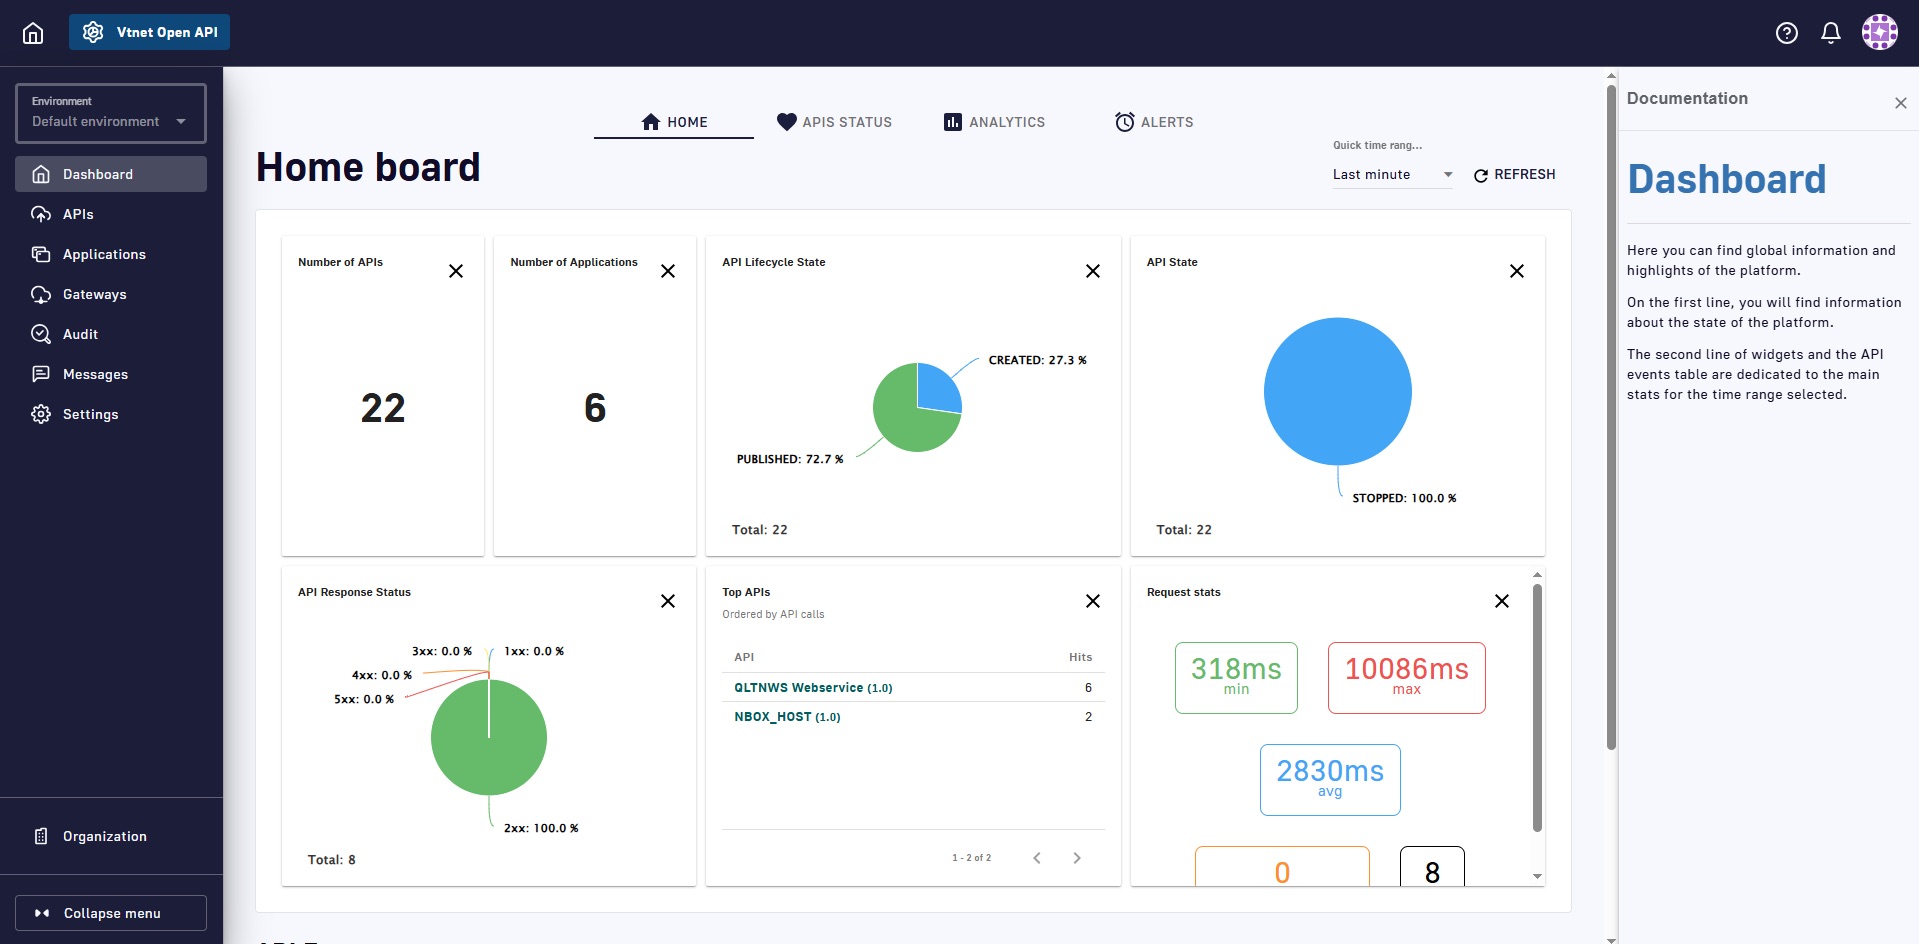 Vtnet Open API
Environment
Default environment
Dashboard
APIs
Applications
Gateways
Audit
Messages
Settings
Organization
Collapse menu
HOME
APIS STATUS
ANALYTICS
ALERTS
Home board
Quick time rang...
Last minute
REFRESH
Number of APIs
22
Number of Applications
6
API Lifecycle State
CREATED: 27.3 %
PUBLISHED: 72.7 %
Total: 22
API State
STOPPED: 100.0 %
Total: 22
API Response Status
3xx: 0.0 %
1xx: 0.0 %
4xx: 0.0 %
5xx: 0.0 %
2xx: 100.0 %
Total: 8
Top APIs
Ordered by API calls
API Hits
QLTNWS Webservice (1.0) 6
NBOX_HOST (1.0) 2
1 - 2 of 2
Request stats
318ms
min
10086ms
max
2830ms
avg
0
8
Documentation
Dashboard
Here you can find global information and
highlights of the platform.
On the first line, you will find information
about the state of the platform.
The second line of widgets and the API
events table are dedicated to the main
stats for the time range selected.